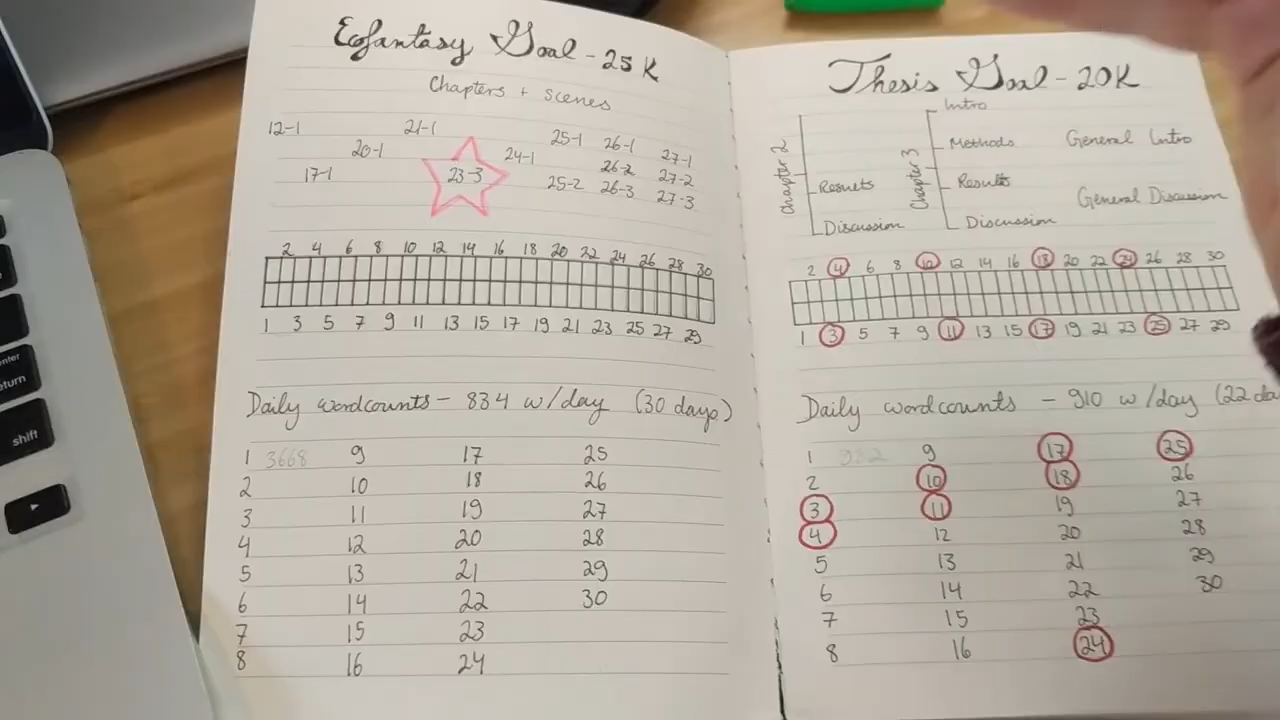 Ecofantasy Goal - 25K
Chapters + Scenes
12-1 21-1 25-1 26-1 27-1
20-1 24-1 26-2 27-2
17-1 23-3 25-2 26-3 27-3
2 4 6 8 10 12 14 16 18 20 22 24 26 28 30
1 3 5 7 9 11 13 15 17 19 21 23 25 27 29
Daily wordcounts - 834 w/day (30 days)
1 3668 9 17 25
2 10 18 26
3 11 19 27
4 12 20 28
5 13 21 29
6 14 22 30
7 15 23
8 16 24
Thesis Goal - 20K
Chapter 2
Results
Discussion
Chapter 3
Intro
Methods
Results
Discussion
General Intro
General Discussion
2 4 6 8 10 12 14 16 18 20 22 24 26 28 30
1 3 5 7 9 11 13 15 17 19 21 23 25 27 29
Daily wordcounts - 910 w/day (22 da
1 9 17 25
2 10 18 26
3 11 19 27
4 12 20 28
5 13 21 29
6 14 22 30
7 15 23
8 16 24
enter
return
shift